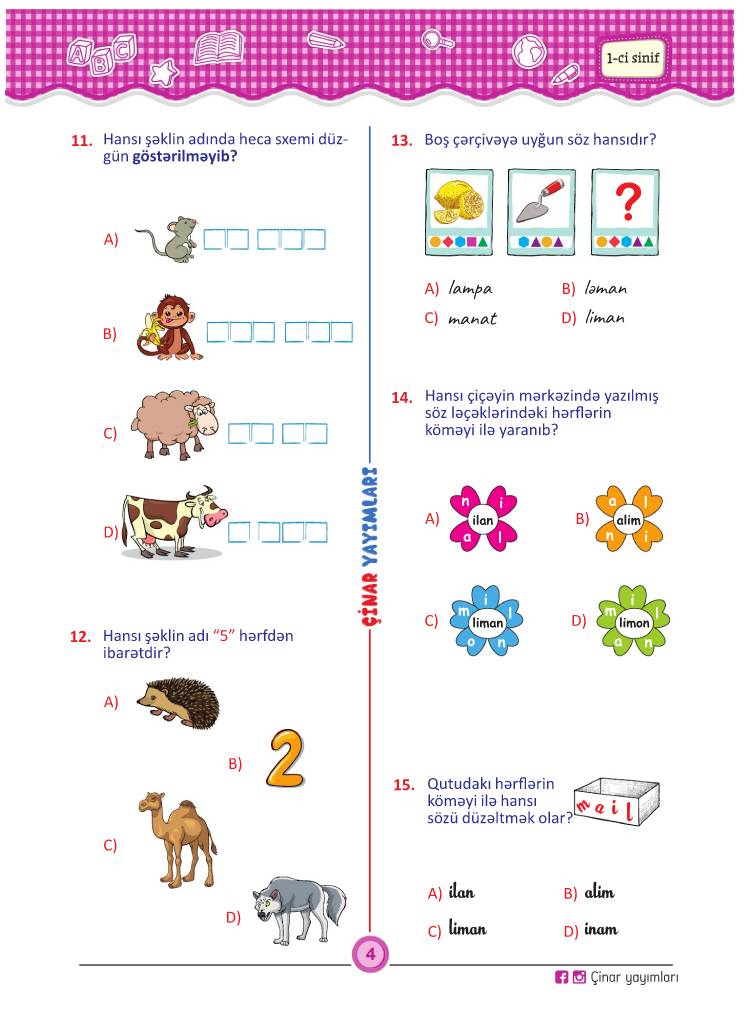 A B C
1-ci sinif
11. Hansı şəklin adında heca sxemi düz-
gün göstərilməyib?
A)
B)
C)
D)
12. Hansı şəklin adı “5” hərfdən
ibarətdir?
A)
B) 2
C)
D)
ÇİNAR YAYIMLARI
13. Boş çərçivəyə uyğun söz hansıdır?
?
A) lampa B) ləman
C) manat D) liman
14. Hansı çiçəyin mərkəzində yazılmış
söz ləçəklərindəki hərflərin
köməyi ilə yaranıb?
A) n i ilan a l
B) a l alim n i
C) m i l liman o n
D) m i l limon a n
15. Qutudakı hərflərin
köməyi ilə hansı
sözü düzəltmək olar?
m a i l
A) ilan B) alim
C) liman D) inam
4
Çinar yayımları